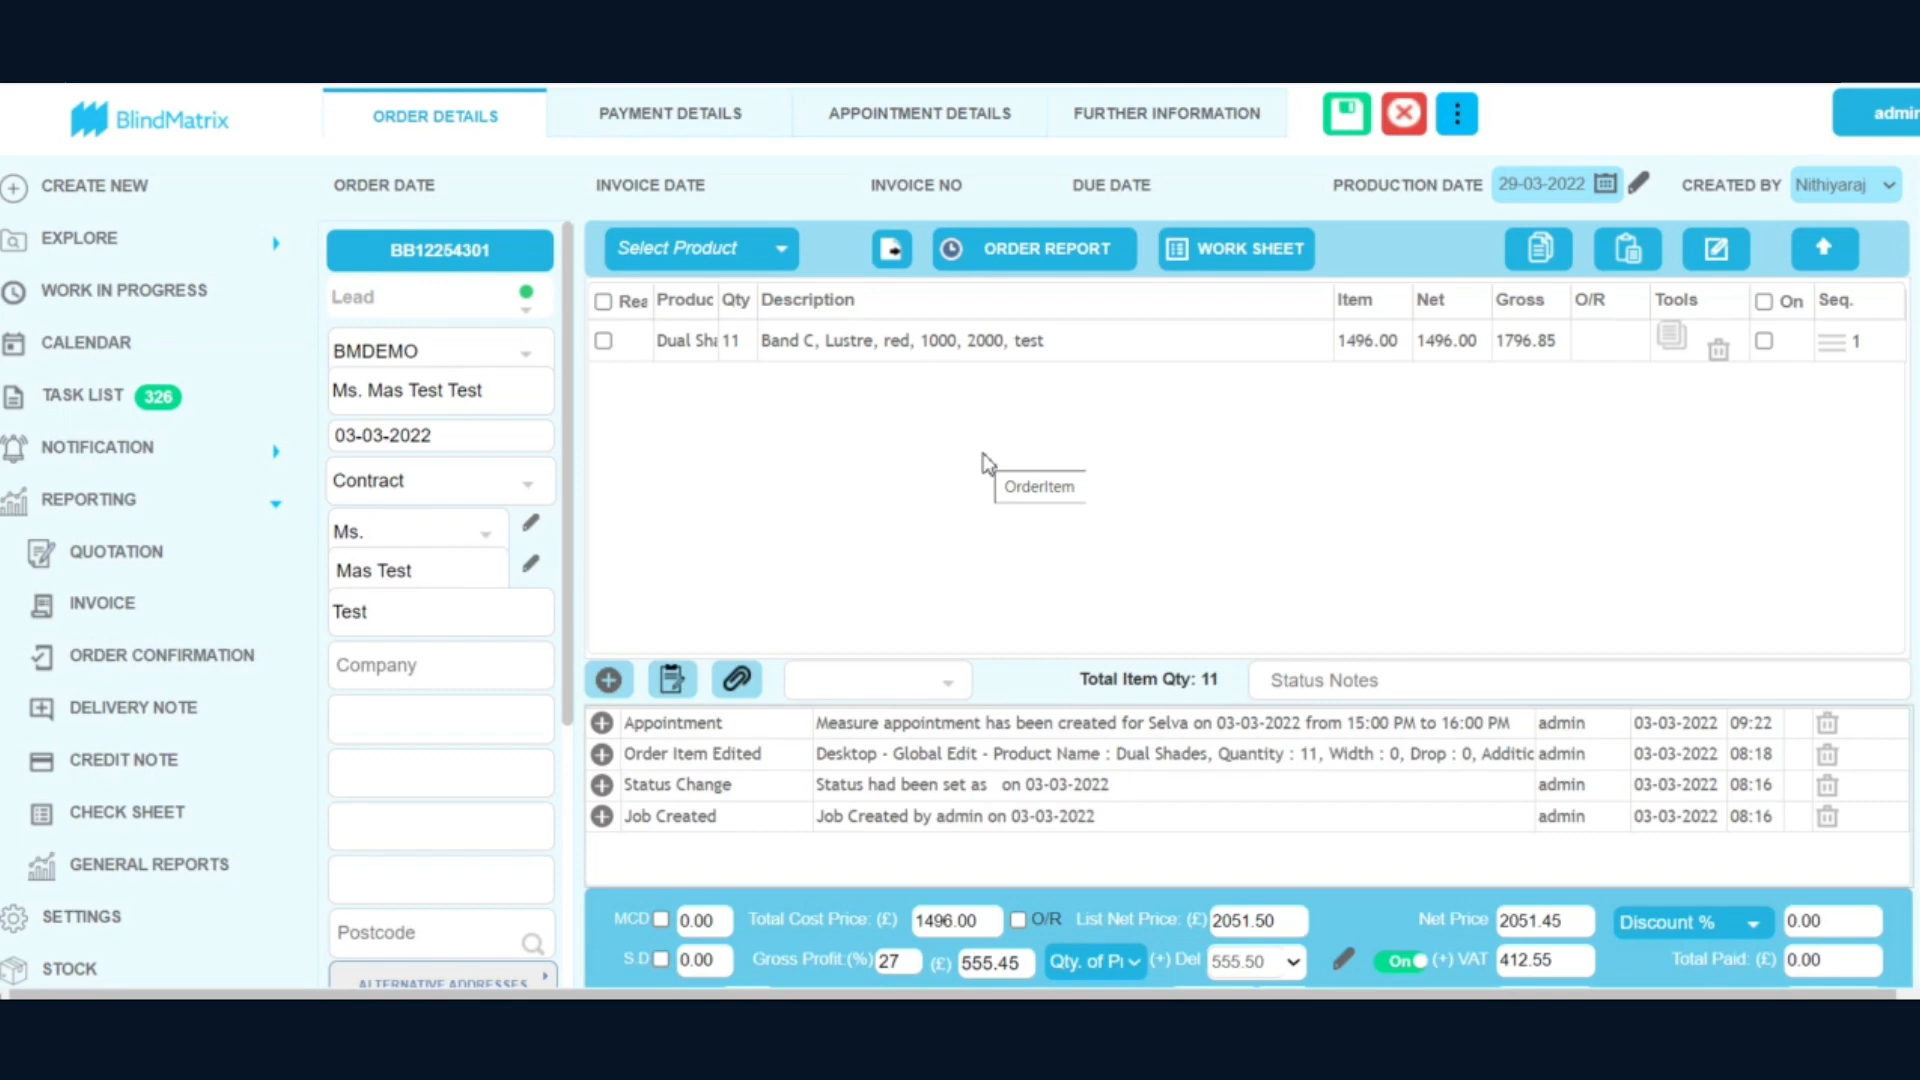 BlindMatrix
ORDER DETAILS
PAYMENT DETAILS
APPOINTMENT DETAILS
FURTHER INFORMATION
admin
CREATE NEW
EXPLORE
WORK IN PROGRESS
CALENDAR
TASK LIST 326
NOTIFICATION
REPORTING
QUOTATION
INVOICE
ORDER CONFIRMATION
DELIVERY NOTE
CREDIT NOTE
CHECK SHEET
GENERAL REPORTS
SETTINGS
STOCK
ORDER DATE
INVOICE DATE
INVOICE NO
DUE DATE
PRODUCTION DATE 29-03-2022
CREATED BY Nithiyaraj
BB12254301
Lead
BMDEMO
Ms. Mas Test Test
03-03-2022
Contract
Ms.
Mas Test
Test
Company
Postcode
ALTERNATIVE ADDRESSES
Select Product
ORDER REPORT
WORK SHEET
Rea Produc Qty Description Item Net Gross O/R Tools On Seq.
Dual Sha 11 Band C, Lustre, red, 1000, 2000, test 1496.00 1496.00 1796.85 1
OrderItem
Total Item Qty: 11
Status Notes
Appointment Measure appointment has been created for Selva on 03-03-2022 from 15:00 PM to 16:00 PM admin 03-03-2022 09:22
Order Item Edited Desktop - Global Edit - Product Name : Dual Shades, Quantity : 11, Width : 0, Drop : 0, Additic admin 03-03-2022 08:18
Status Change Status had been set as on 03-03-2022 admin 03-03-2022 08:16
Job Created Job Created by admin on 03-03-2022 admin 03-03-2022 08:16
MCD 0.00 Total Cost Price: (£) 1496.00 O/R List Net Price: (£) 2051.50 Net Price 2051.45 Discount % 0.00
S.D 0.00 Gross Profit:(%) 27 (£) 555.45 Qty. of Pi (+) Del 555.50 On (+) VAT 412.55 Total Paid: (£) 0.00